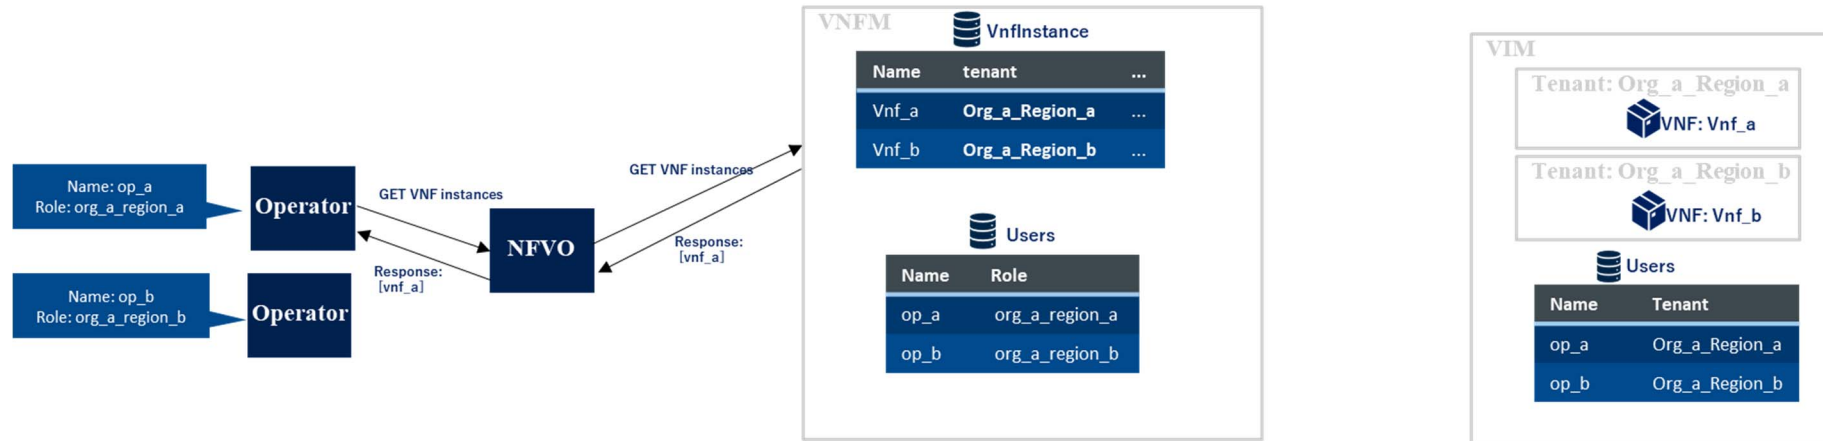 Name: op_a
Role: org_a_region_a
Operator
Name: op_b
Role: org_a_region_b
Operator
GET VNF instances
Response:
[vnf_a]
NFVO
GET VNF instances
Response:
[vnf_a]
VNFM
VnfInstance
Name tenant ...
Vnf_a Org_a_Region_a ...
Vnf_b Org_a_Region_b ...
Users
Name Role
op_a org_a_region_a
op_b org_a_region_b
VIM
Tenant: Org_a_Region_a
VNF: Vnf_a
Tenant: Org_a_Region_b
VNF: Vnf_b
Users
Name Tenant
op_a Org_a_Region_a
op_b Org_a_Region_b